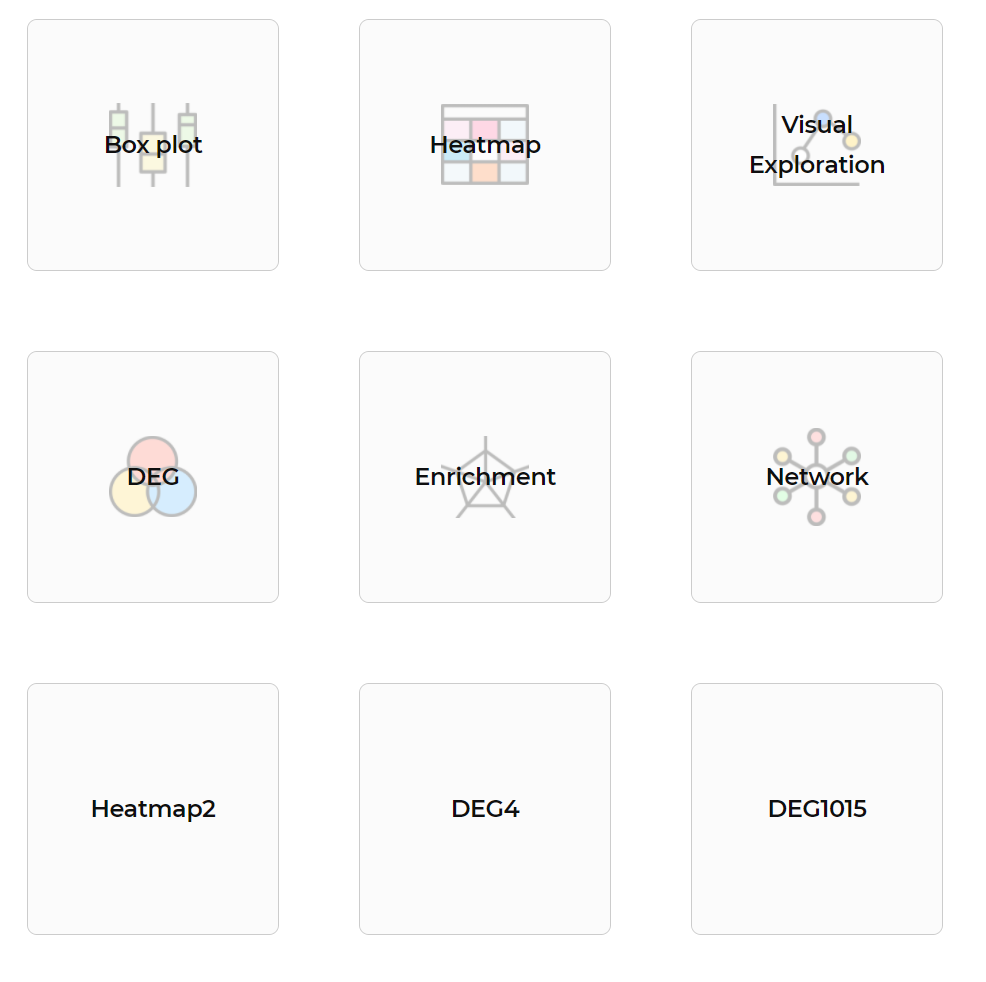 Box plot
Heatmap
Visual
Exploration
DEG
Enrichment
Network
Heatmap2
DEG4
DEG1015